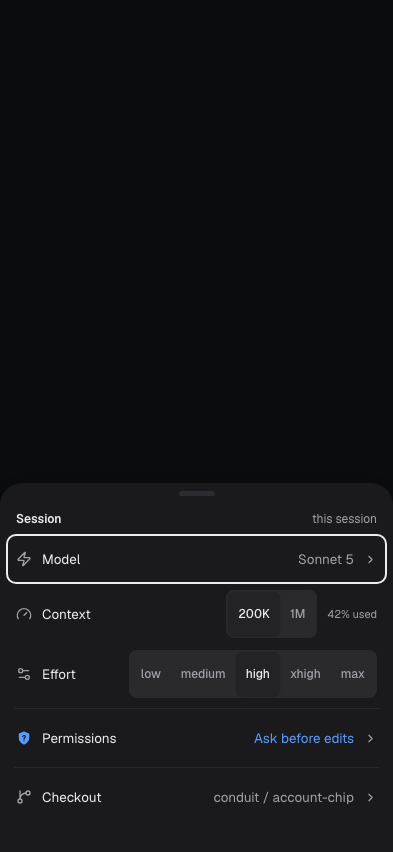 Session this session
Model Sonnet 5
Context 200K 1M 42% used
Effort low medium high xhigh max
Permissions Ask before edits
Checkout conduit / account-chip